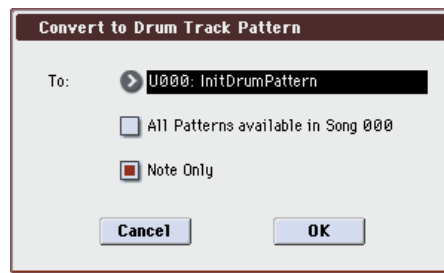 Convert to Drum Track Pattern
To: U000: InitDrumPattern
All Patterns available in Song 000
Note Only
Cancel OK